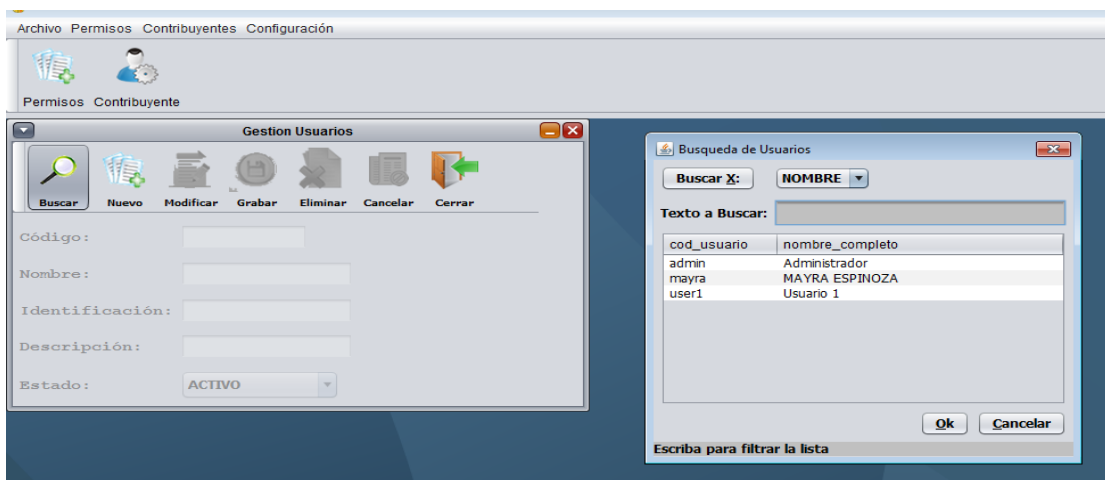 Archivo Permisos Contribuyentes Configuración
Permisos Contribuyente
Gestion Usuarios
Buscar Nuevo Modificar Grabar Eliminar Cancelar Cerrar
Código:
Nombre:
Identificación:
Descripción:
Estado: ACTIVO
Busqueda de Usuarios
Buscar X: NOMBRE
Texto a Buscar:
cod_usuario nombre_completo
admin Administrador
mayra MAYRA ESPINOZA
user1 Usuario 1
Ok Cancelar
Escriba para filtrar la lista